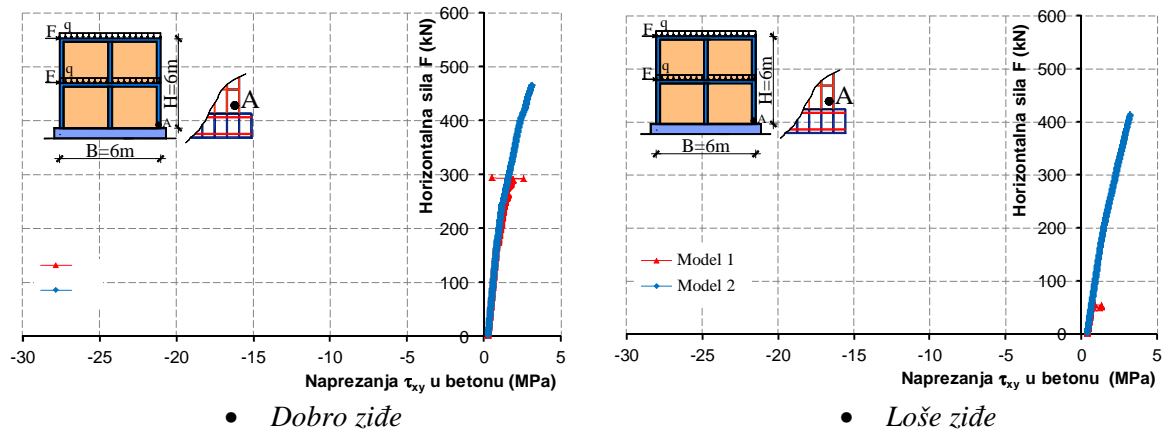 600
500
400
300
200
100
0
Horizontalna sila F (kN)
F
q
F
q
H=6m
A
A
B=6m
-30
-25
-20
-15
-10
-5
0
5
Naprezanja τxy u betonu (MPa)
• Dobro ziđe
600
500
400
300
200
100
0
Horizontalna sila F (kN)
F
q
F
q
H=6m
A
A
B=6m
Model 1
Model 2
-30
-25
-20
-15
-10
-5
0
5
Naprezanja τxy u betonu (MPa)
• Loše ziđe